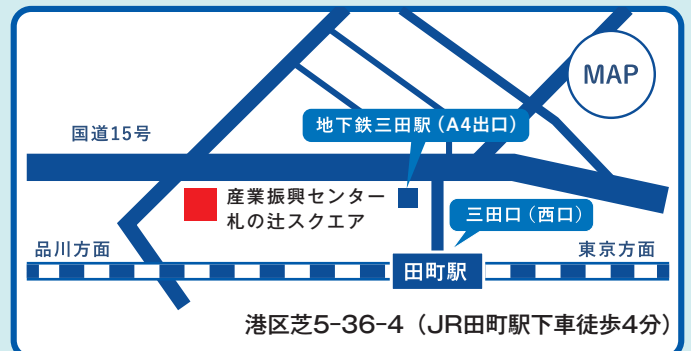 MAP
国道15号
地下鉄三田駅（A4出口）
産業振興センター
札の辻スクエア
三田口（西口）
品川方面
東京方面
田町駅
港区芝5-36-4（JR田町駅下車徒歩4分）